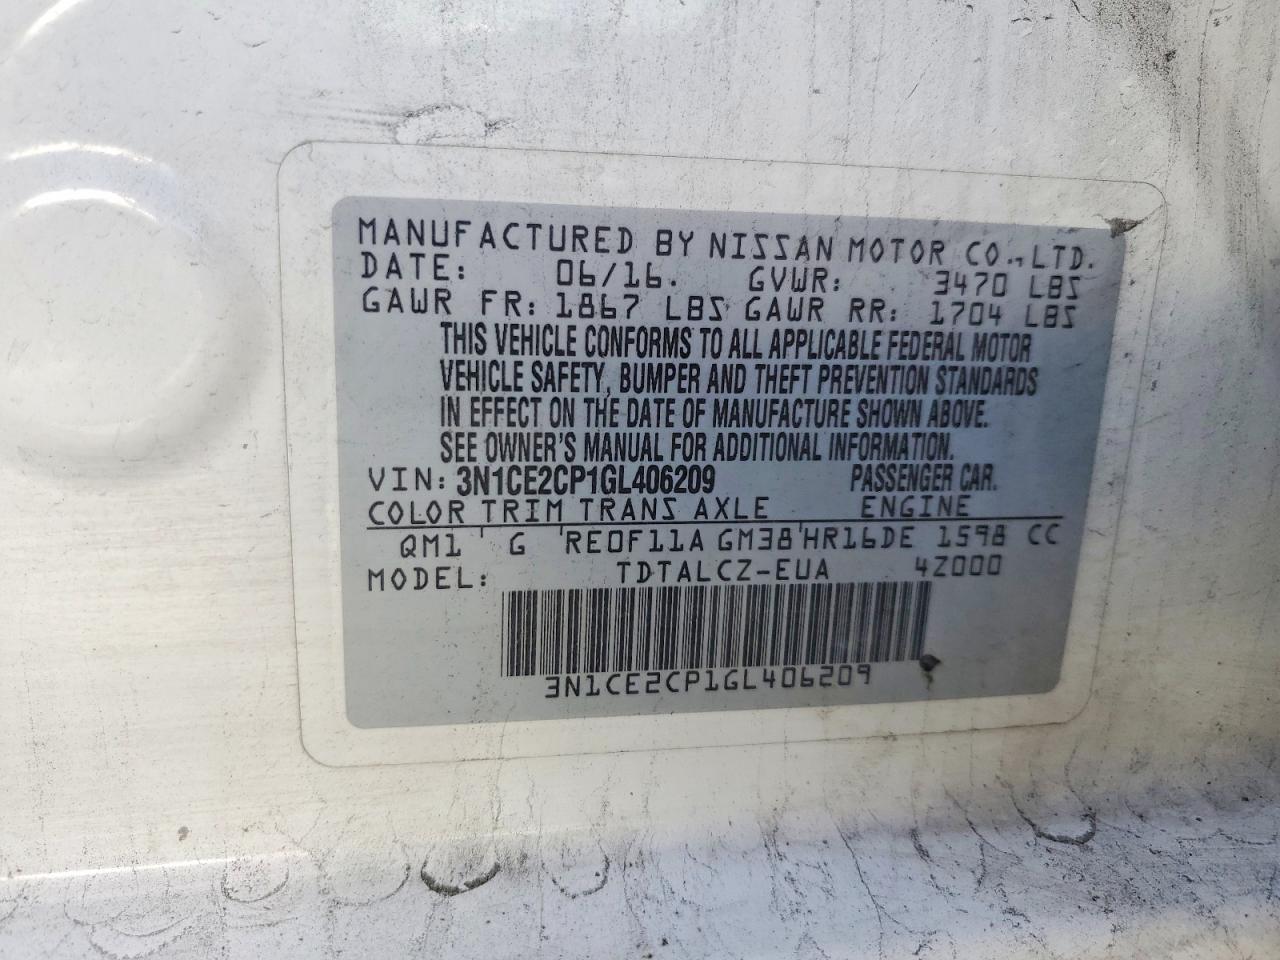 MANUFACTURED BY NISSAN MOTOR CO., LTD.
DATE: 06/16. GVWR: 3470 LBS
GAWR FR: 1867 LBS GAWR RR: 1704 LBS
THIS VEHICLE CONFORMS TO ALL APPLICABLE FEDERAL MOTOR
VEHICLE SAFETY, BUMPER AND THEFT PREVENTION STANDARDS
IN EFFECT ON THE DATE OF MANUFACTURE SHOWN ABOVE.
SEE OWNER'S MANUAL FOR ADDITIONAL INFORMATION.
VIN: 3N1CE2CP1GL406209 PASSENGER CAR.
COLOR TRIM TRANS AXLE ENGINE
QM1 ' G ' RE0F11A GM38 ' HR16DE 1598 CC
MODEL: TDTALCZ-EUA 4Z000
3N1CE2CP1GL406209